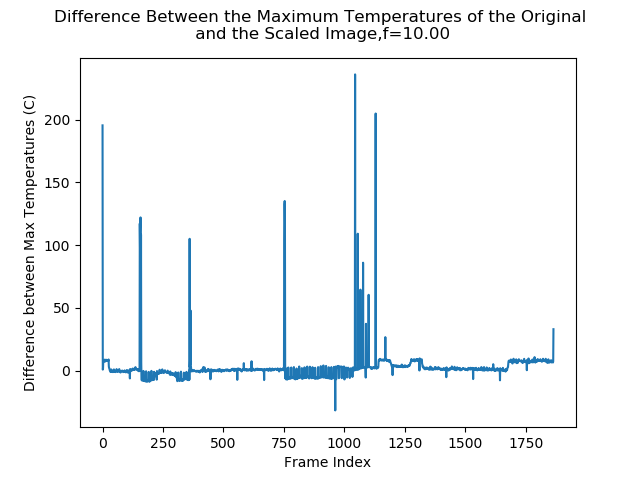 Difference Between the Maximum Temperatures of the Original
and the Scaled Image,f=10.00
Difference between Max Temperatures (C)
200
150
100
50
0
0 250 500 750 1000 1250 1500 1750
Frame Index